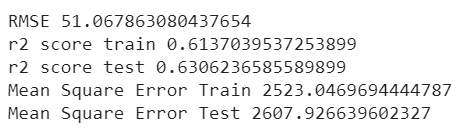 RMSE 51.067863080437654
r2 score train 0.6137039537253899
r2 score test 0.6306236585589899
Mean Square Error Train 2523.0469694444787
Mean Square Error Test 2607.926639602327